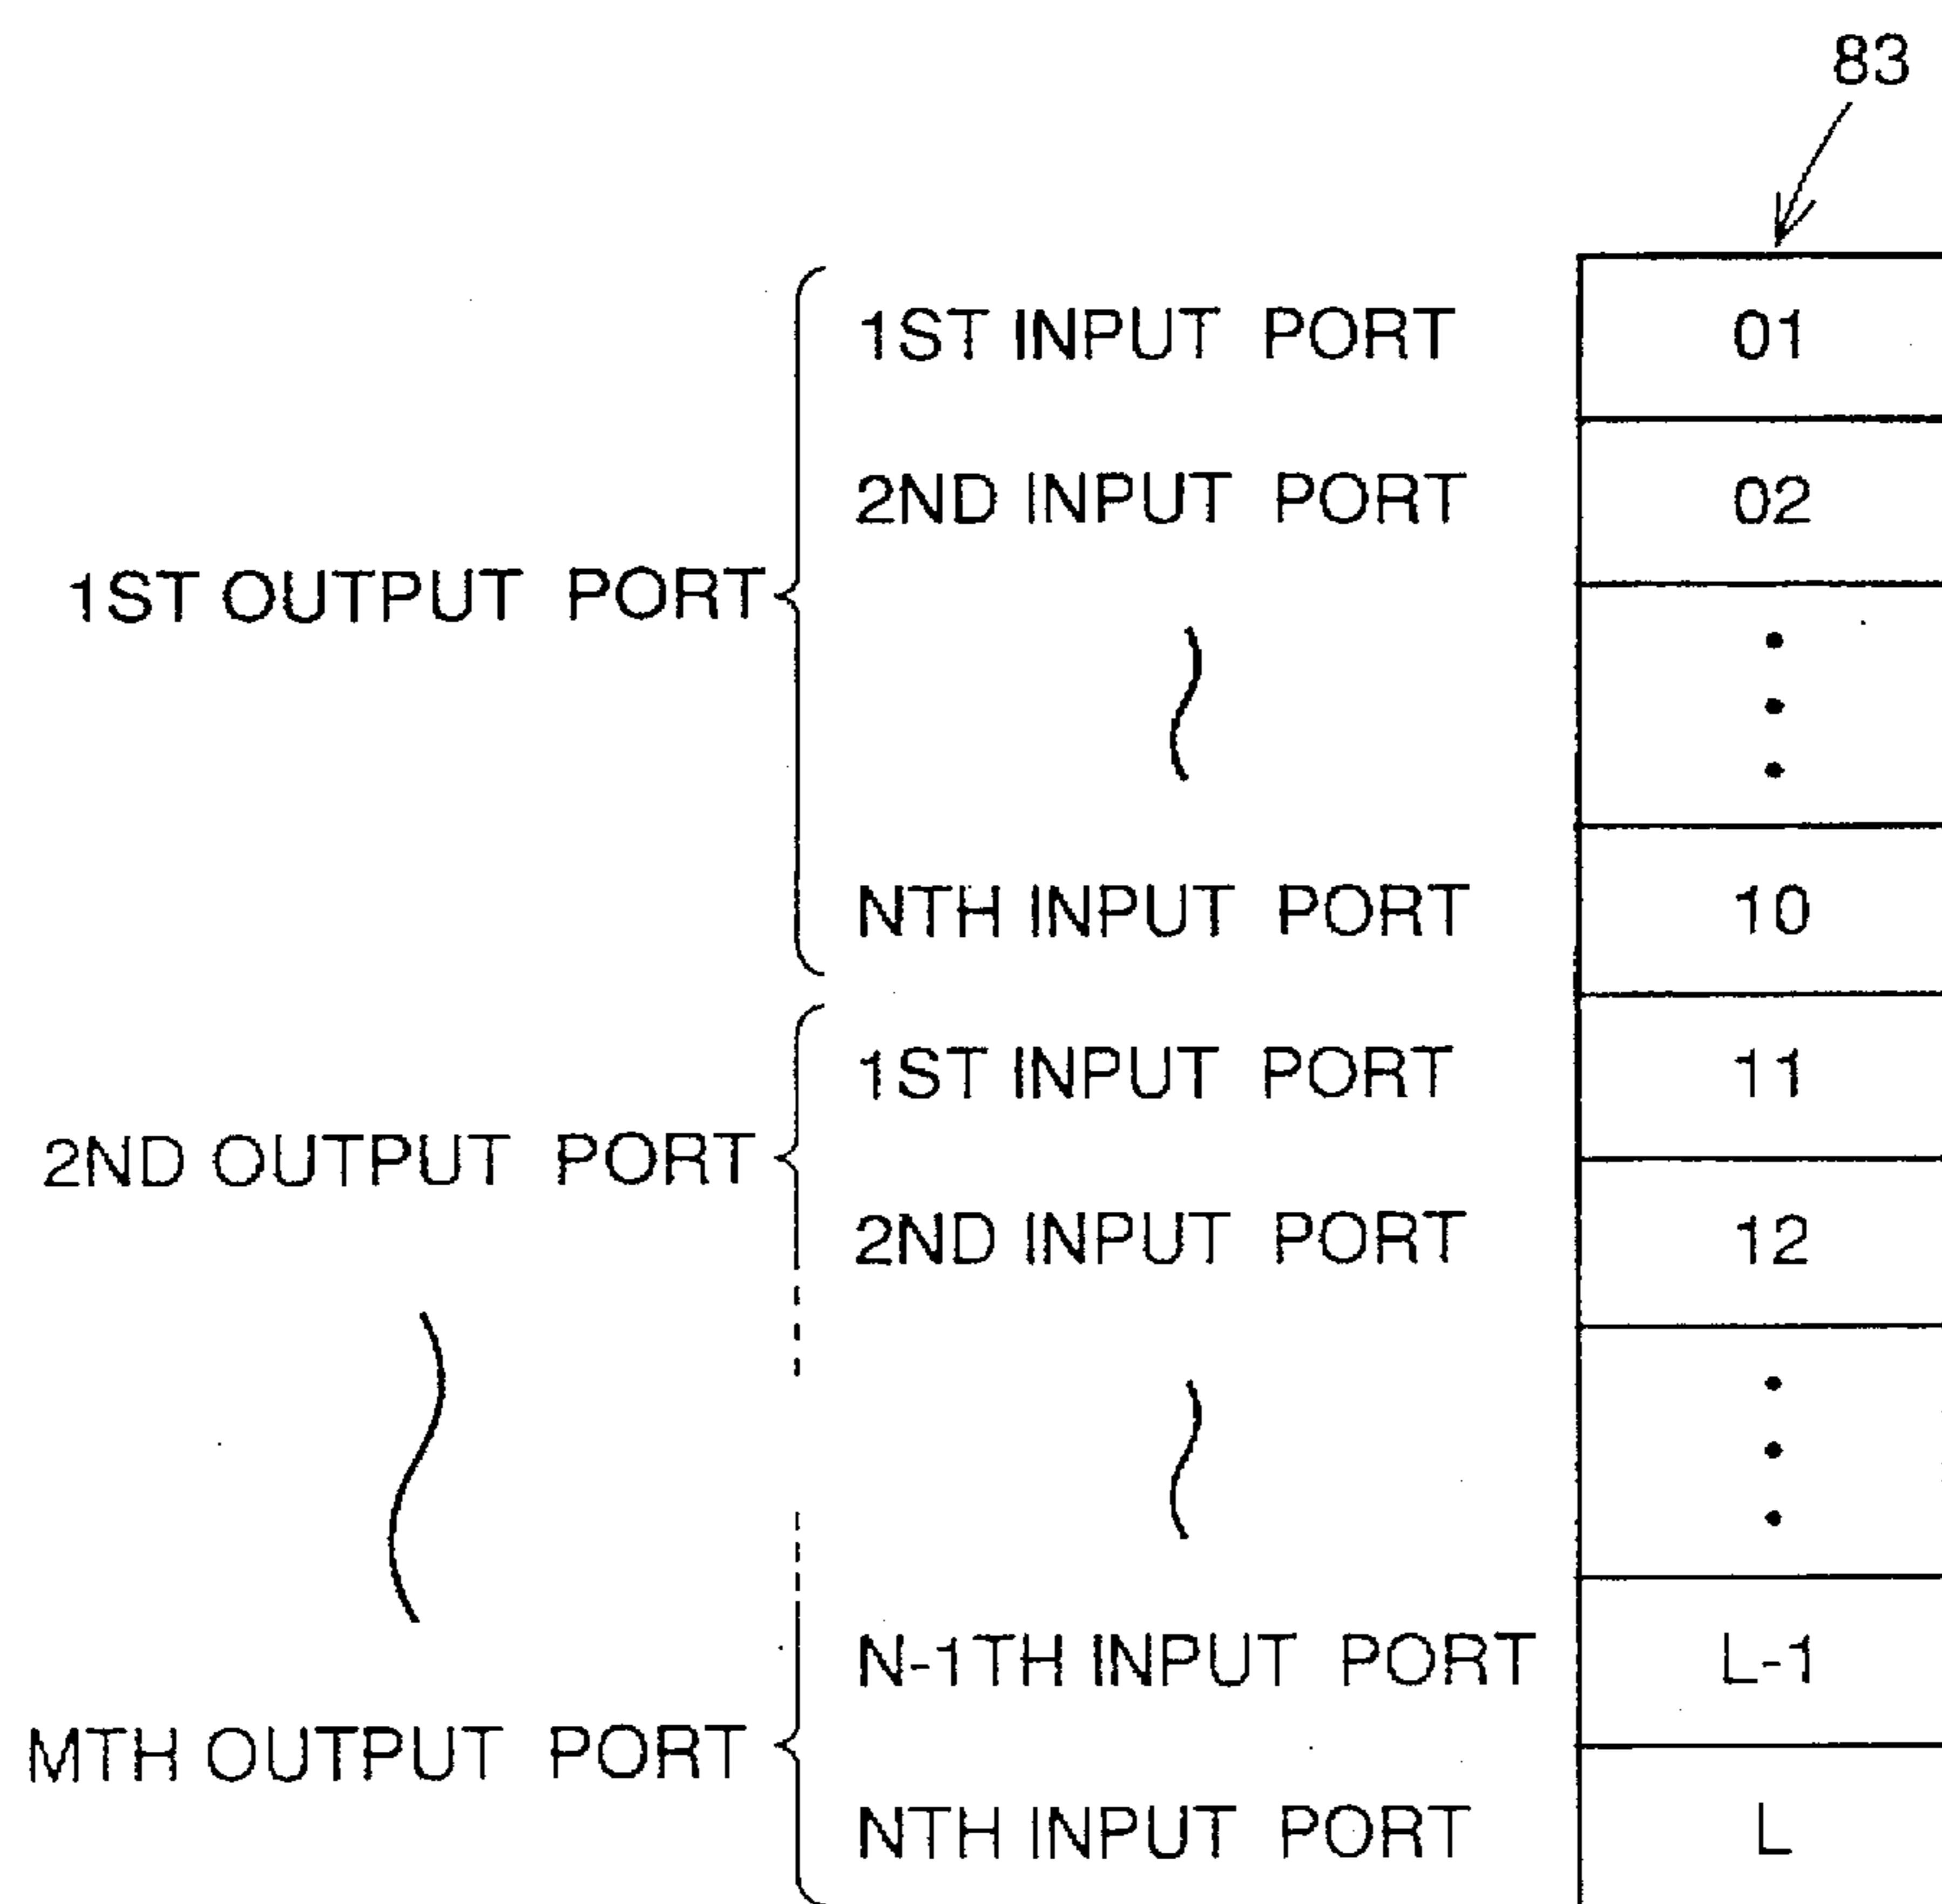 83
1ST INPUT PORT 01
2ND INPUT PORT 02
1ST OUTPUT PORT
NTH INPUT PORT 10
1ST INPUT PORT 11
2ND OUTPUT PORT
2ND INPUT PORT 12
N-1TH INPUT PORT L-1
MTH OUTPUT PORT
NTH INPUT PORT L